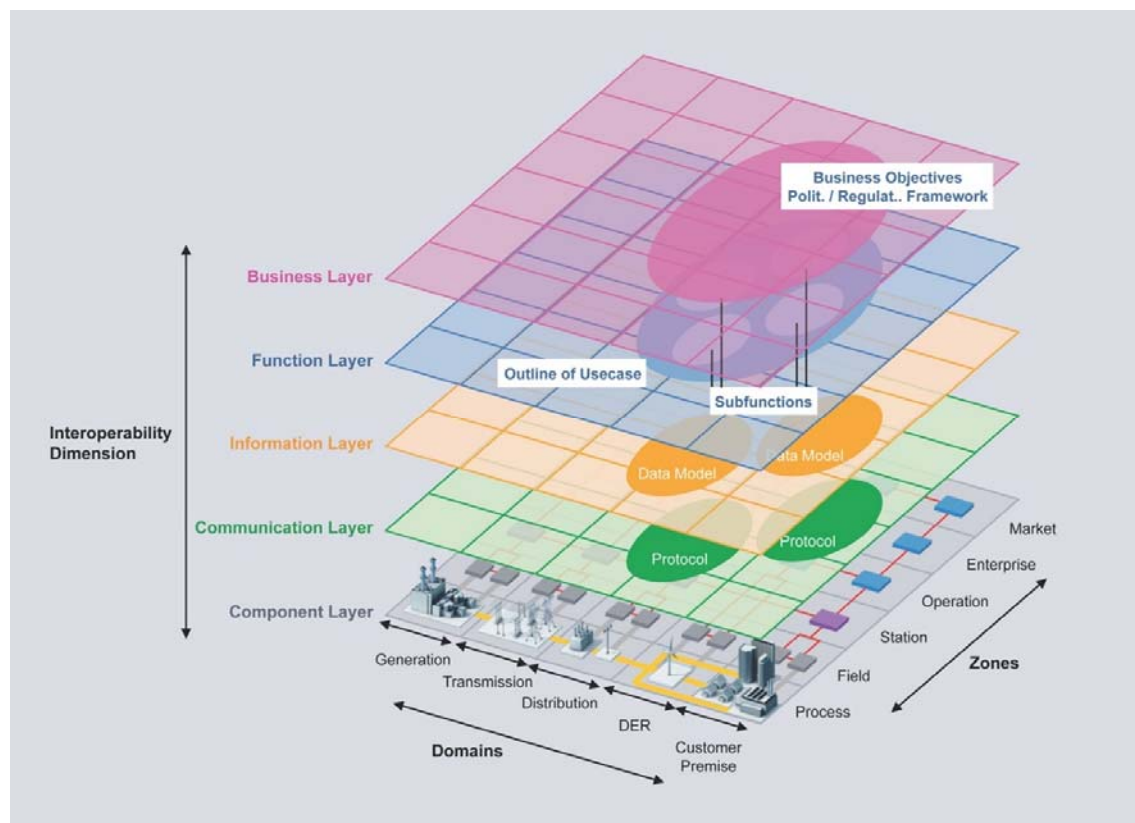 Business Objectives
Polit. / Regulat.. Framework
Business Layer
Function Layer
Outline of Usecase
Subfunctions
Interoperability
Dimension
Information Layer
Data Model
Data Model
Communication Layer
Protocol
Protocol
Component Layer
Market
Enterprise
Operation
Station
Field
Process
Zones
Generation
Transmission
Distribution
DER
Customer
Premise
Domains